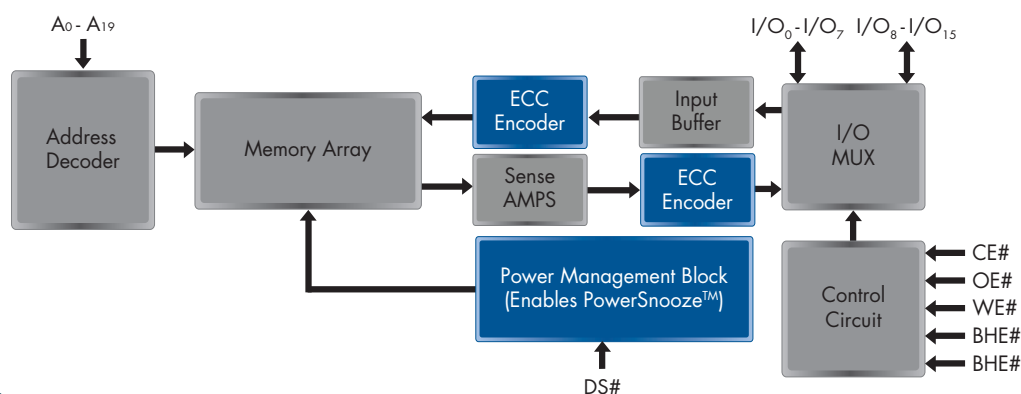 A0 - A19
I/O0 - I/O7 I/O8 - I/O15
Address
Decoder
Memory Array
ECC
Encoder
Input
Buffer
I/O
MUX
Sense
AMPS
ECC
Encoder
Power Management Block
(Enables PowerSnooze™)
Control
Circuit
CE#
OE#
WE#
BHE#
BHE#
DS#